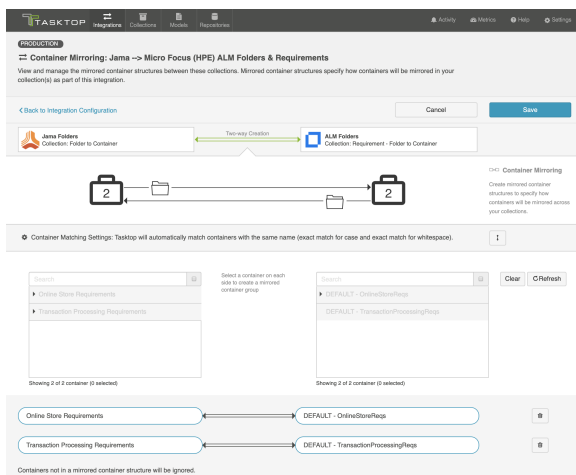 TASKTOP
Integrations
Collections
Models
Repositories
Activity
Metrics
Help
Settings
PRODUCTION
Container Mirroring: Jama --> Micro Focus (HPE) ALM Folders & Requirements
View and manage the mirrored container structures between these collections. Mirrored container structures specify how containers will be mirrored in your
collection(s) as part of this integration.
Back to Integration Configuration
Cancel
Save
Jama Folders
Collection: Folder to Container
Two-way Creation
ALM Folders
Collection: Requirement - Folder to Container
2
2
Container Mirroring
Create mirrored container
structures to specify how
containers will be mirrored across
your collections.
Container Matching Settings: Tasktop will automatically match containers with the same name (exact match for case and exact match for whitespace).
Search
Select a container on each
side to create a mirrored
container group
Search
Clear
Refresh
Online Store Requirements
Transaction Processing Requirements
DEFAULT - OnlineStoreReqs
DEFAULT - TransactionProcessingReqs
Showing 2 of 2 container (0 selected)
Showing 2 of 2 container (0 selected)
Online Store Requirements
DEFAULT - OnlineStoreReqs
Transaction Processing Requirements
DEFAULT - TransactionProcessingReqs
Containers not in a mirrored container structure will be ignored.